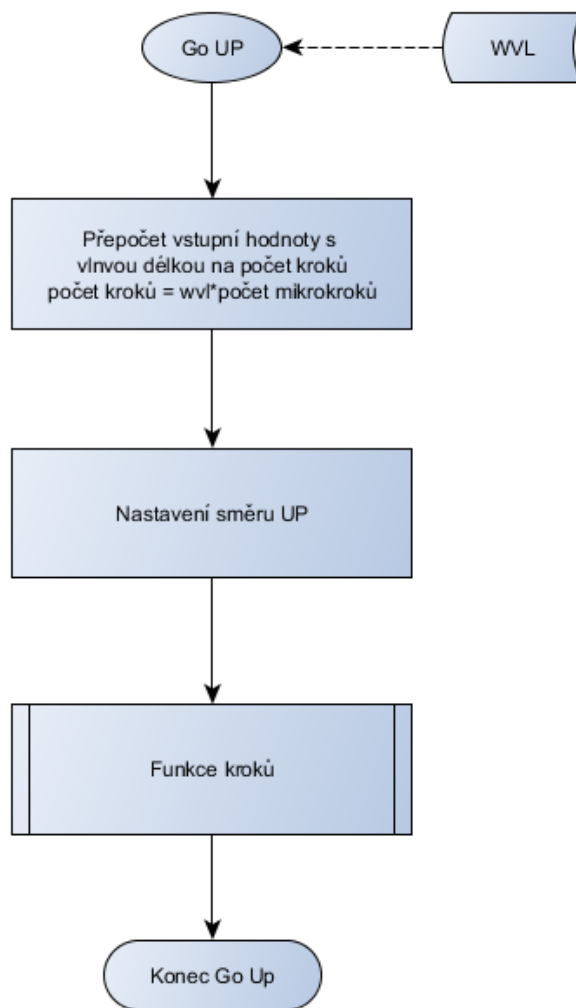 Go UP
WVL
Přepočet vstupní hodnoty s
vlnvou délkou na počet kroků
počet kroků = wvl*počet mikrokroků
Nastavení směru UP
Funkce kroků
Konec Go Up